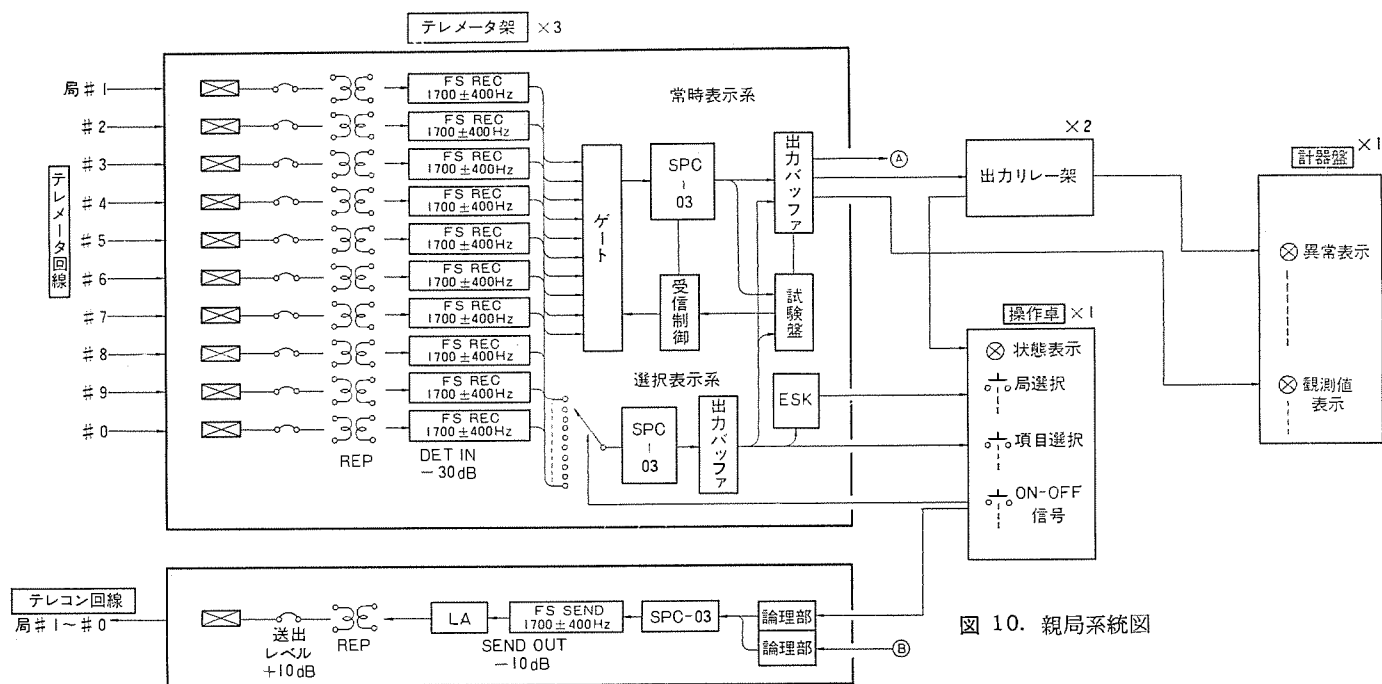 テレメータ架 ×3
テレメータ回線
局#1
#2
#3
#4
#5
#6
#7
#8
#9
#0
FS REC
1700±400Hz
FS REC
1700±400Hz
FS REC
1700±400Hz
FS REC
1700±400Hz
FS REC
1700±400Hz
FS REC
1700±400Hz
FS REC
1700±400Hz
FS REC
1700±400Hz
FS REC
1700±400Hz
FS REC
1700±400Hz
REP
DET IN
-30dB
常時表示系
ゲート
SPC
~
03
受信制御
出力バッファ
試験盤
選択表示系
SPC
~
03
出力バッファ
ESK
Ⓐ
×2
出力リレー架
計器盤 ×1
異常表示
観測値
表示
操作卓 ×1
状態表示
局選択
項目選択
ON-OFF
信号
テレコン回線
局#1~#0
送出
レベル
+10dB
REP
LA
FS SEND
1700±400Hz
SEND OUT
-10dB
SPC-03
論理部
論理部
Ⓑ
図 10. 親局系統図